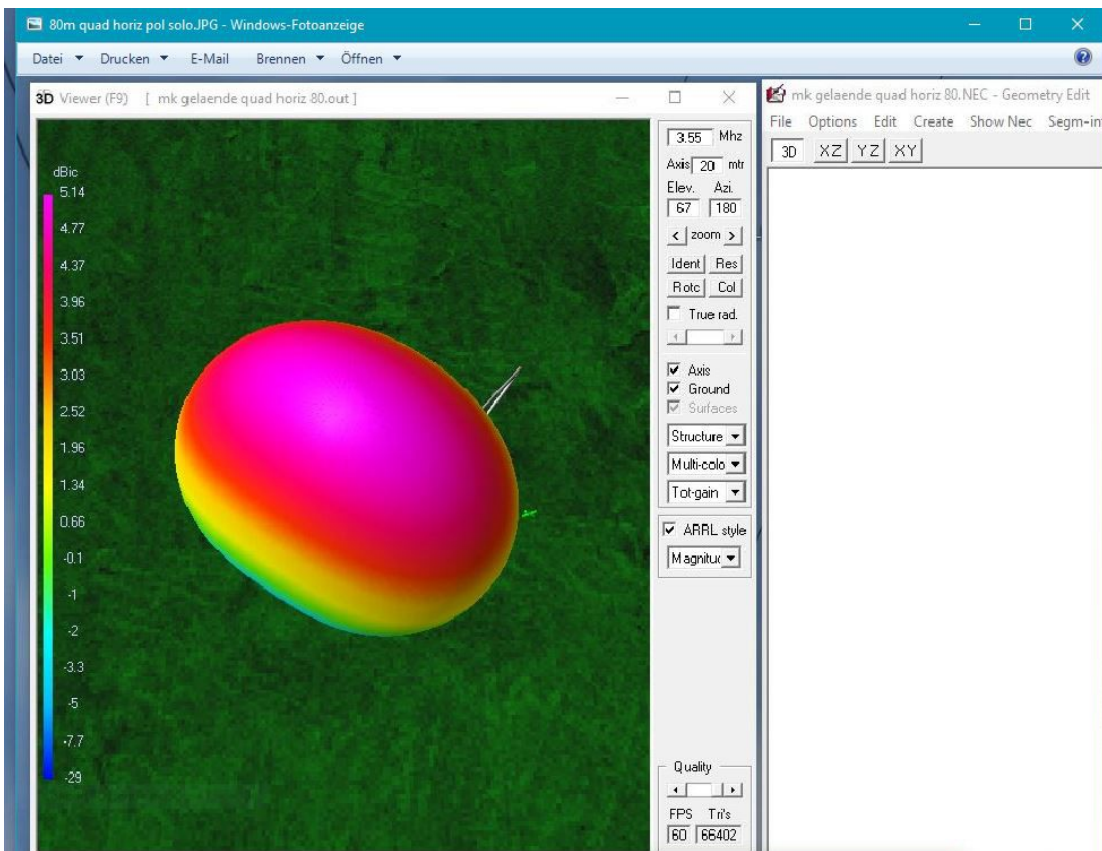 80m quad horiz pol solo.JPG - Windows-Fotoanzeige
Datei Drucken E-Mail Brennen Öffnen
3D Viewer (F9) [ mk gelaende quad horiz 80.out ]
dBic
5.14
4.77
4.37
3.96
3.51
3.03
2.52
1.96
1.34
0.66
-0.1
-1
-2
-3.3
-5
-7.7
-29
3.55 Mhz
Axis 20 mtr
Elev. Azi.
67 180
< zoom >
Ident Res
Rotc Col
True rad.
Axis
Ground
Surfaces
Structure
Multi-colo
Tot-gain
ARRL style
Magnituc
Quality
FPS Tri's
60 66402
mk gelaende quad horiz 80.NEC - Geometry Edit
File Options Edit Create Show Nec Segm-in
3D XZ YZ XY